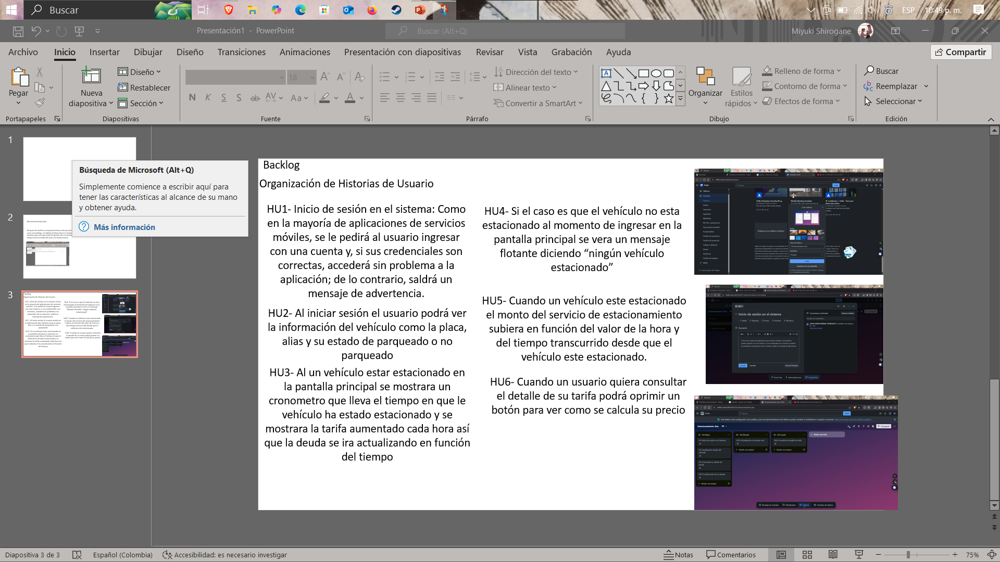 Buscar
ESP
10:49 p. m.
Presentación1 - PowerPoint
Buscar (Alt+Q)
Miyuki Shirogane
Archivo
Inicio
Insertar
Dibujar
Diseño
Transiciones
Animaciones
Presentación con diapositivas
Revisar
Vista
Grabación
Ayuda
Compartir
Pegar
Portapapeles
Nueva
diapositiva
Diseño
Restablecer
Sección
Diapositivas
18
Fuente
Dirección del texto
Alinear texto
Convertir a SmartArt
Párrafo
Organizar
Estilos
rápidos
Relleno de forma
Contorno de forma
Efectos de forma
Dibujo
Buscar
Reemplazar
Seleccionar
Edición
1
2
3
Búsqueda de Microsoft (Alt+Q)
Simplemente comience a escribir aquí para
tener las características al alcance de su mano
y obtener ayuda.
Más información
Backlog
Organización de Historias de Usuario
HU1- Inicio de sesión en el sistema: Como
en la mayoría de aplicaciones de servicios
móviles, se le pedirá al usuario ingresar
con una cuenta y, si sus credenciales son
correctas, accederá sin problema a la
aplicación; de lo contrario, saldrá un
mensaje de advertencia.
HU2- Al iniciar sesión el usuario podrá ver
la información del vehículo como la placa,
alias y su estado de parqueado o no
parqueado
HU3- Al un vehículo estar estacionado en
la pantalla principal se mostrara un
cronometro que lleva el tiempo en que le
vehículo ha estado estacionado y se
mostrara la tarifa aumentado cada hora así
que la deuda se ira actualizando en función
del tiempo
HU4- Si el caso es que el vehículo no esta
estacionado al momento de ingresar en la
pantalla principal se vera un mensaje
flotante diciendo “ningún vehículo
estacionado”
HU5- Cuando un vehículo este estacionado
el monto del servicio de estacionamiento
subiera en función del valor de la hora y
del tiempo transcurrido desde que el
vehículo este estacionado.
HU6- Cuando un usuario quiera consultar
el detalle de su tarifa podrá oprimir un
botón para ver como se calcula su precio
Inicio de sesión en el sistema
Diapositiva 3 de 3
Español (Colombia)
Accesibilidad: es necesario investigar
Notas
Comentarios
75%